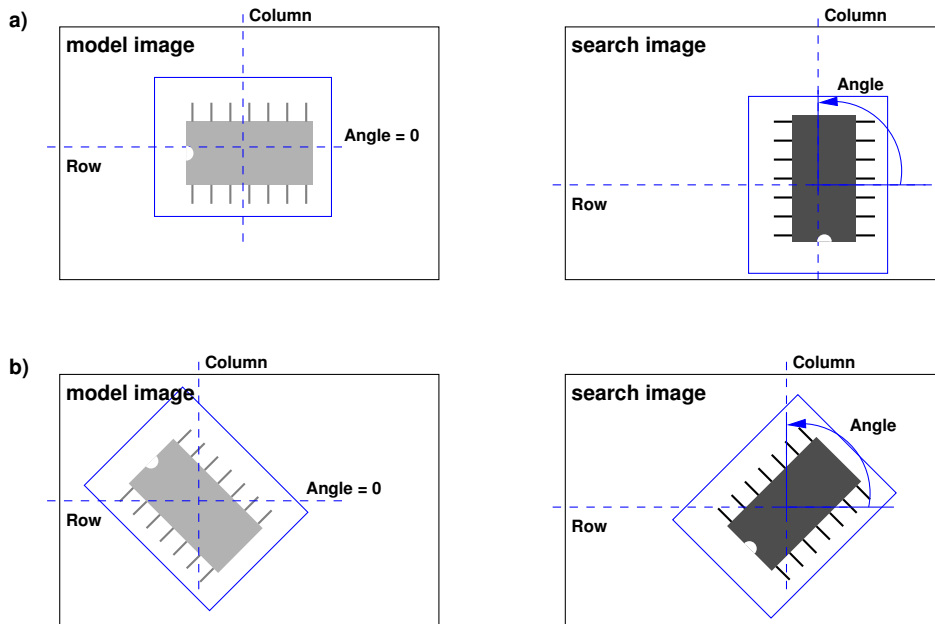 a)
Column
model image
Angle = 0
Row
Column
search image
Angle
Row
b)
Column
model image
Angle = 0
Row
Column
search image
Angle
Row